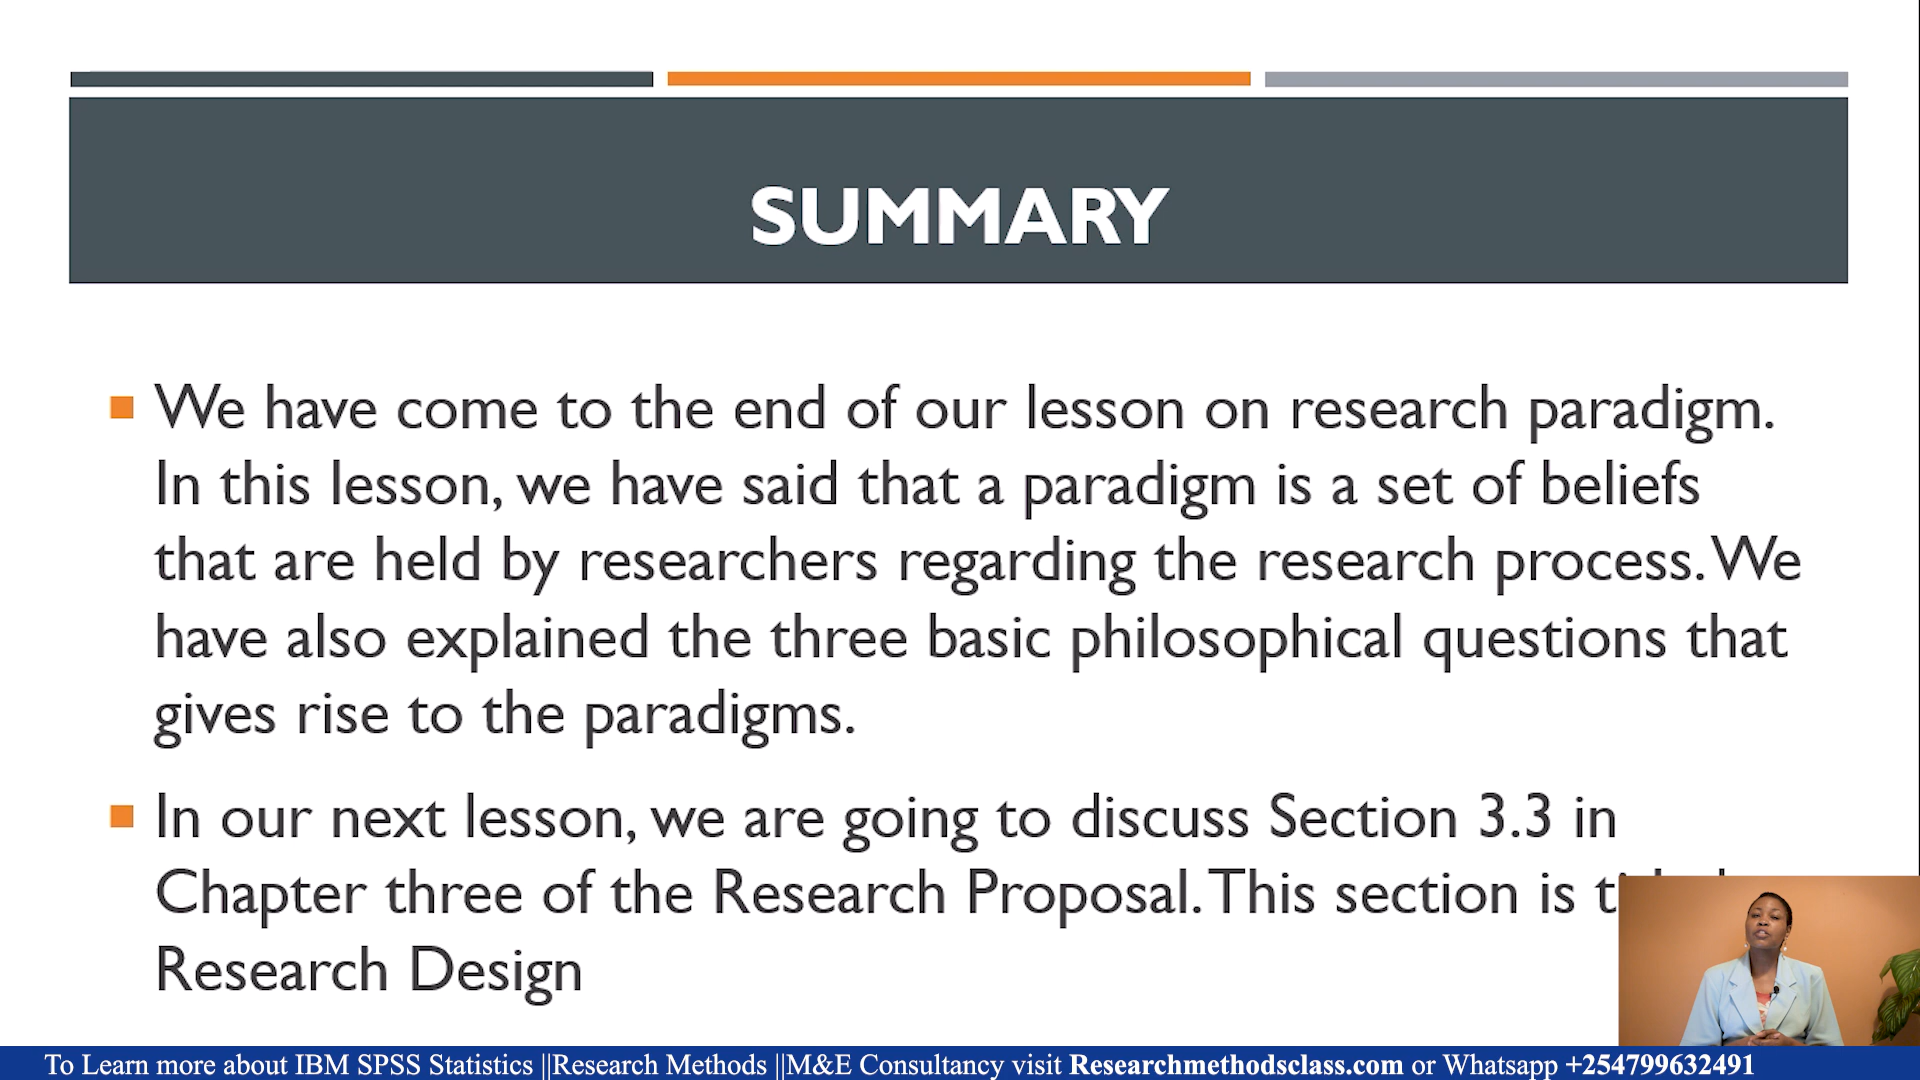 SUMMARY
We have come to the end of our lesson on research paradigm.
In this lesson, we have said that a paradigm is a set of beliefs
that are held by researchers regarding the research process. We
have also explained the three basic philosophical questions that
gives rise to the paradigms.
In our next lesson, we are going to discuss Section 3.3 in
Chapter three of the Research Proposal. This section is
Research Design
To Learn more about IBM SPSS Statistics ||Research Methods ||M&E Consultancy visit Researchmethodsclass.com or Whatsapp +254799632491